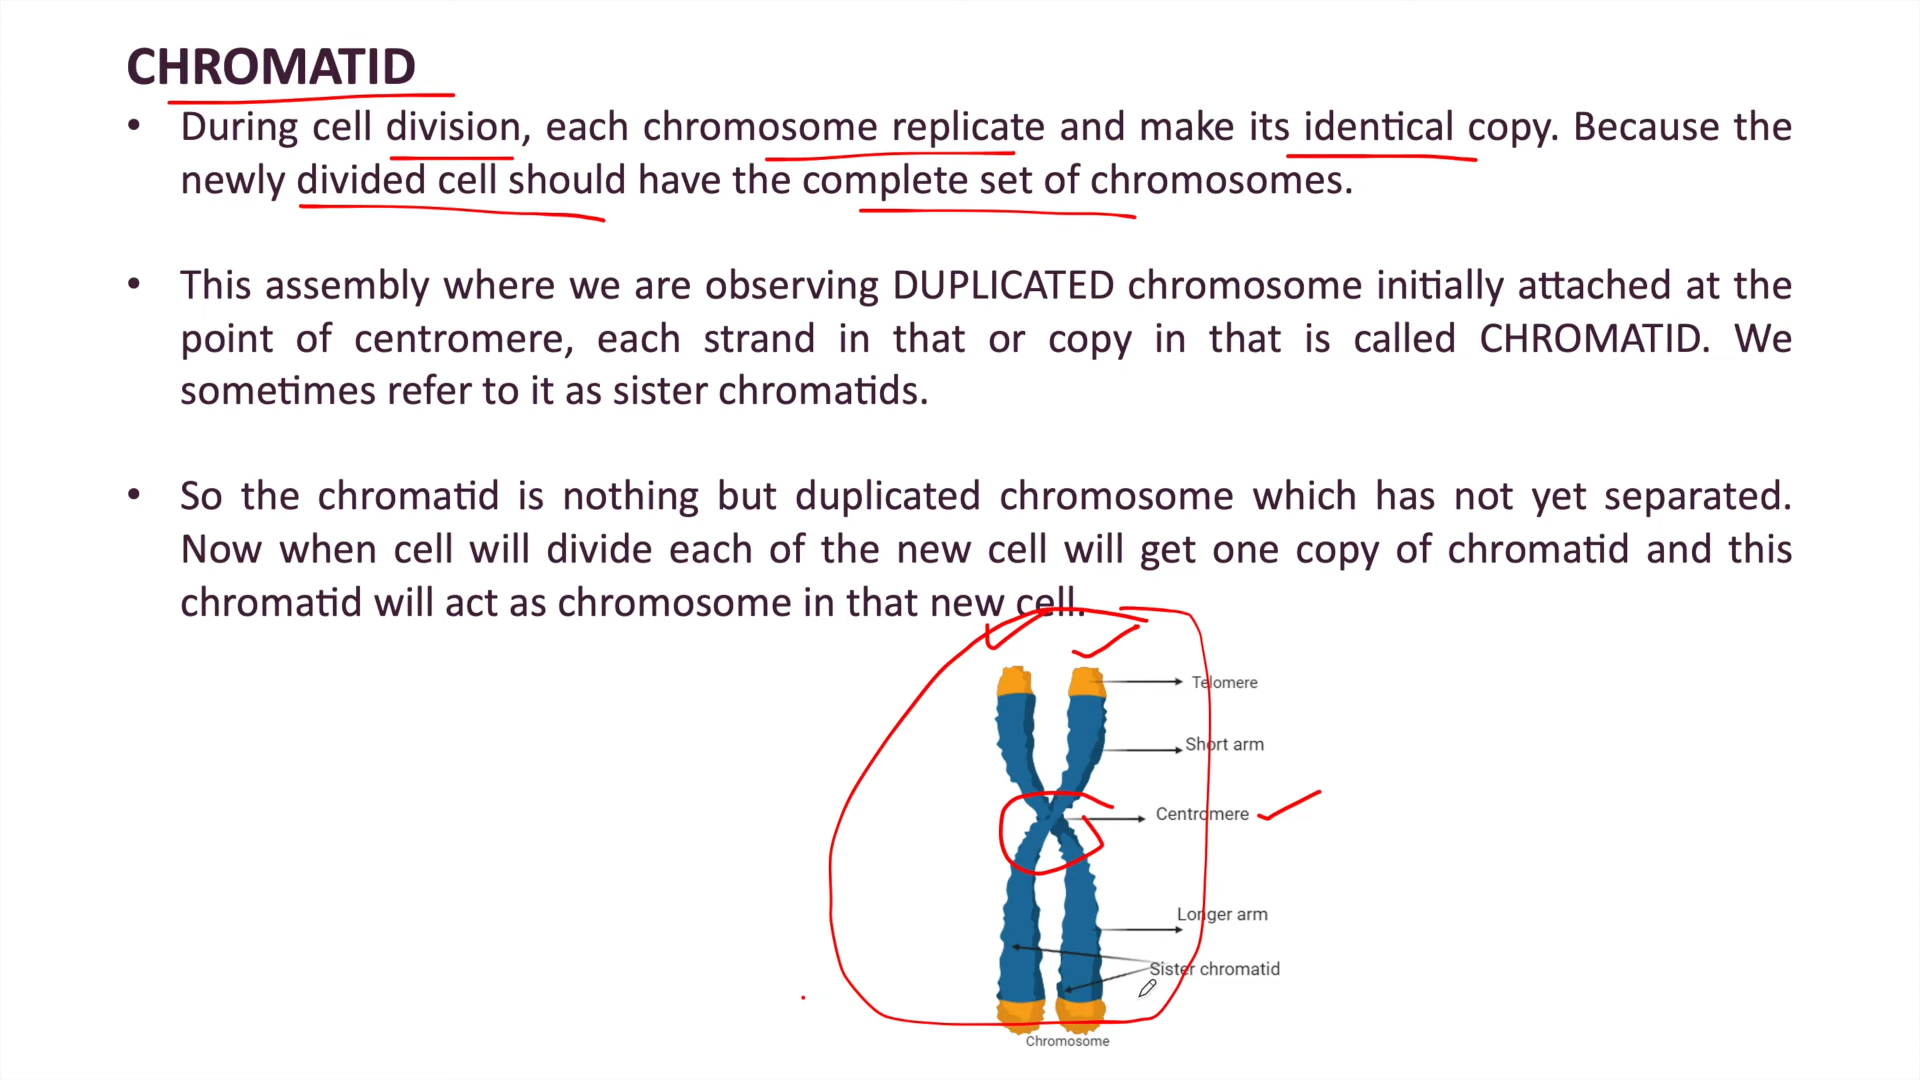 CHROMATID
• During cell division, each chromosome replicate and make its identical copy. Because the
newly divided cell should have the complete set of chromosomes.
• This assembly where we are observing DUPLICATED chromosome initially attached at the
point of centromere, each strand in that or copy in that is called CHROMATID. We
sometimes refer to it as sister chromatids.
• So the chromatid is nothing but duplicated chromosome which has not yet separated.
Now when cell will divide each of the new cell will get one copy of chromatid and this
chromatid will act as chromosome in that new cell.
Telomere
Short arm
Centromere
Longer arm
Sister chromatid
Chromosome